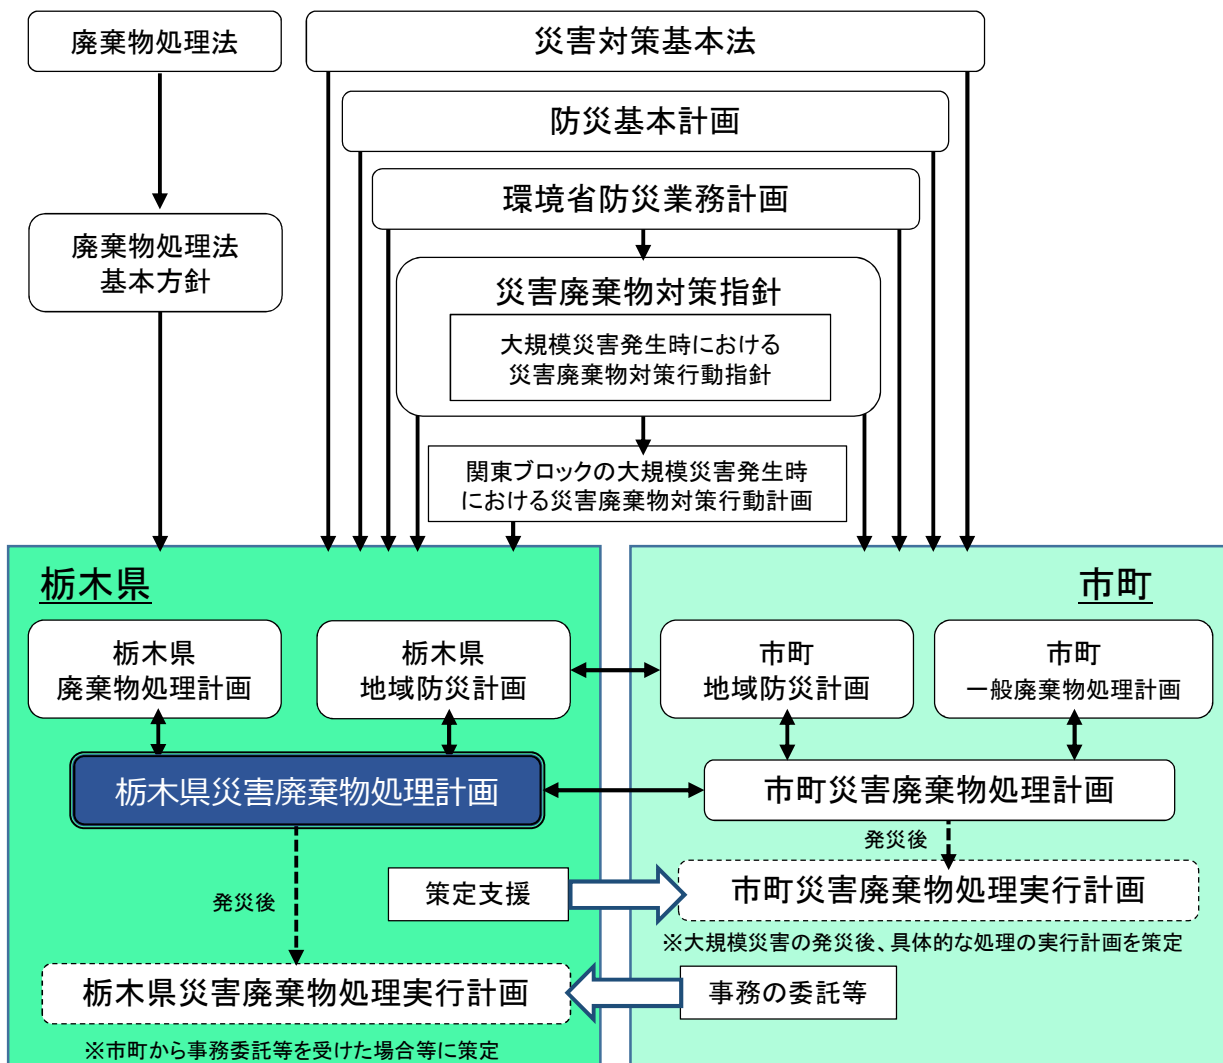 廃棄物処理法
災害対策基本法
防災基本計画
環境省防災業務計画
廃棄物処理法
基本方針
災害廃棄物対策指針
大規模災害発生時における
災害廃棄物対策行動指針
関東ブロックの大規模災害発生時
における災害廃棄物対策行動計画
栃木県
市町
栃木県
廃棄物処理計画
栃木県
地域防災計画
市町
地域防災計画
市町
一般廃棄物処理計画
栃木県災害廃棄物処理計画
市町災害廃棄物処理計画
発災後
発災後
策定支援
市町災害廃棄物処理実行計画
※大規模災害の発災後、具体的な処理の実行計画を策定
栃木県災害廃棄物処理実行計画
事務の委託等
※市町から事務委託等を受けた場合等に策定